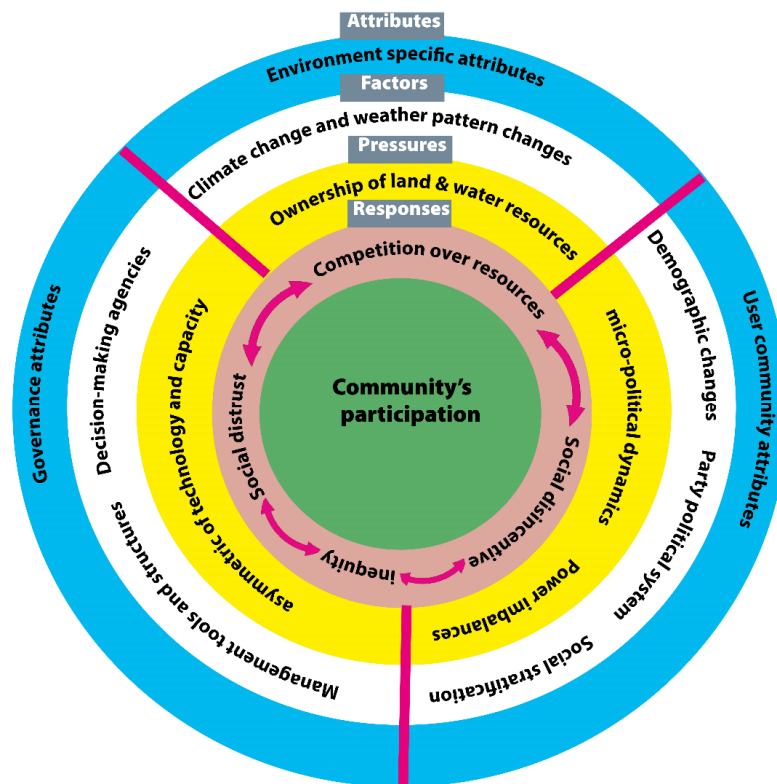 Attributes
Environment specific attributes
Factors
Climate change and weather pattern changes
Pressures
Ownership of land & water resources
Responses
Competition over resources
Community's
participation
Demographic changes
micro-political dynamics
User community attributes
Party political system
Social disincentive
Power imbalances
Social stratification
inequity
Social distrust
asymmetric of technology and capacity
Decision-making agencies
Management tools and structures
Governance attributes